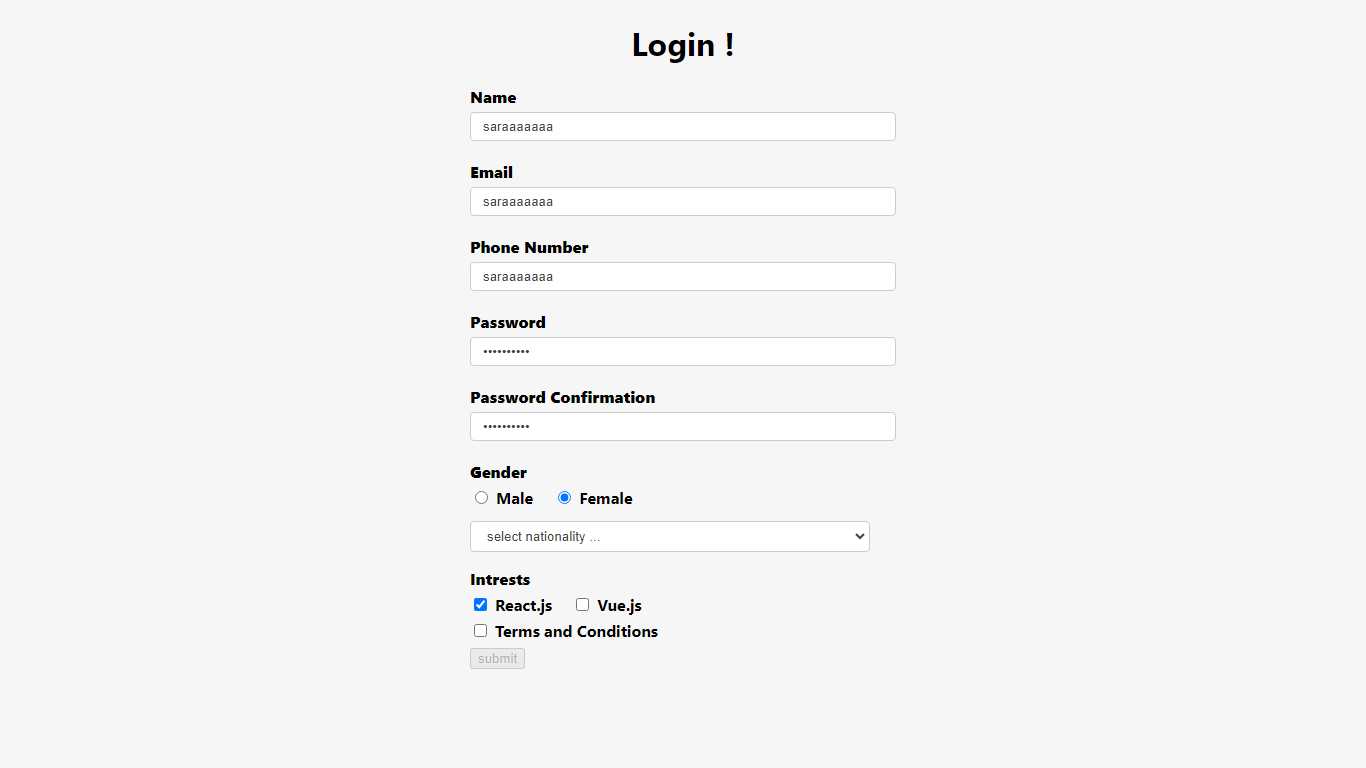 Login !
Name
saraaaaaaa
Email
saraaaaaaa
Phone Number
saraaaaaaa
Password
••••••••••
Password Confirmation
••••••••••
Gender
Male Female
select nationality ...
Intrests
React.js Vue.js
Terms and Conditions
submit